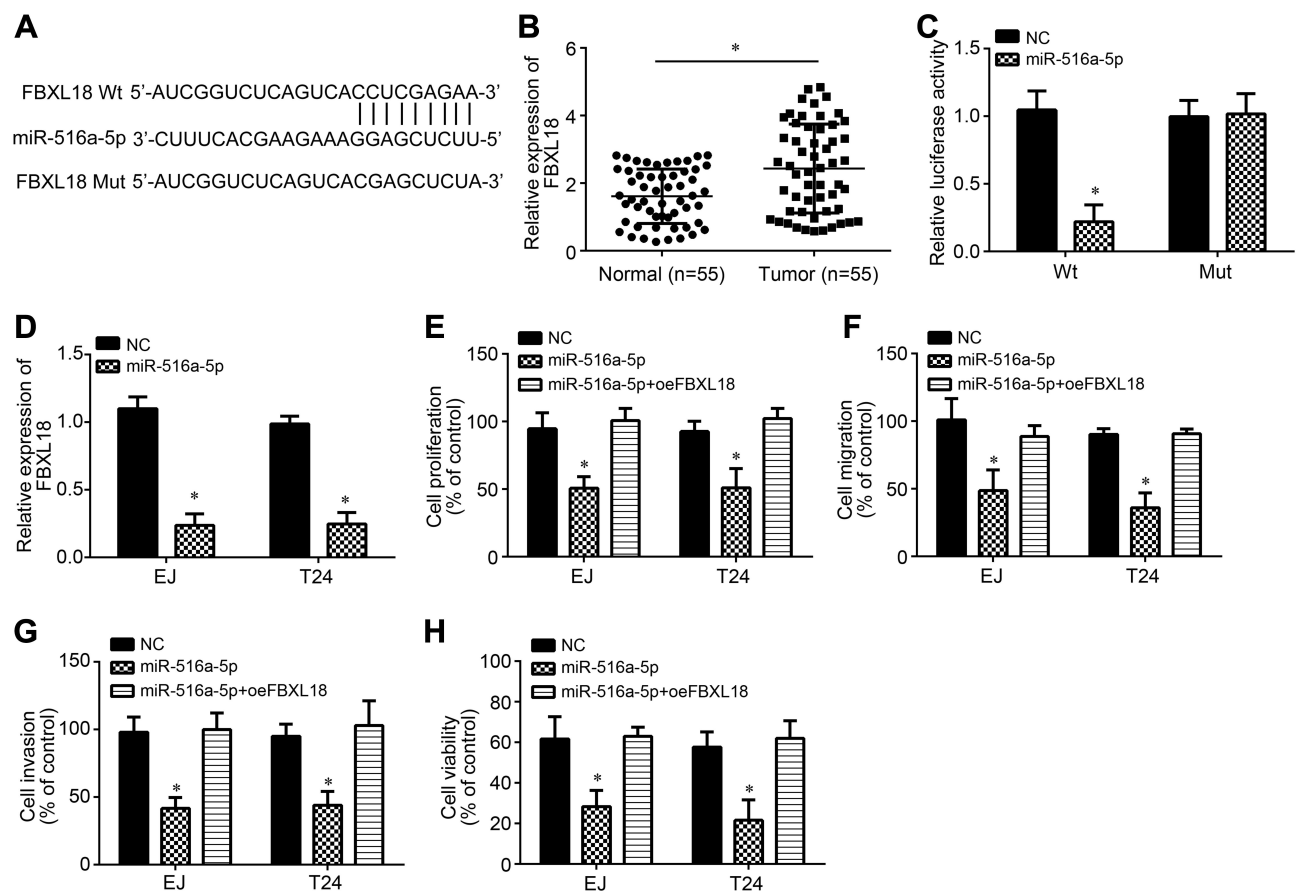 A
FBXL18 Wt 5’-AUCGGUCUCAGUCACCUCGAGAA-3’
miR-516a-5p 3’-CUUUCACGAAGAAAGGAGCUCUU-5’
FBXL18 Mut 5’-AUCGGUCUCAGUCACGAGCUCUA-3’
B
Relative expression of
FBXL18
6
4
2
0
*
Normal (n=55)
Tumor (n=55)
C
NC
miR-516a-5p
Relative luciferase activity
1.5
1.0
0.5
0.0
*
Wt
Mut
D
NC
miR-516a-5p
Relative expression of
FBXL18
1.5
1.0
0.5
0.0
*
*
EJ
T24
E
NC
miR-516a-5p
miR-516a-5p+oeFBXL18
Cell proliferation
(% of control)
150
100
50
0
*
*
EJ
T24
F
NC
miR-516a-5p
miR-516a-5p+oeFBXL18
Cell migration
(% of control)
150
100
50
0
*
*
EJ
T24
G
NC
miR-516a-5p
miR-516a-5p+oeFBXL18
Cell invasion
(% of control)
150
100
50
0
*
*
EJ
T24
H
NC
miR-516a-5p
miR-516a-5p+oeFBXL18
Cell viability
(% of control)
100
80
60
40
20
0
*
*
EJ
T24